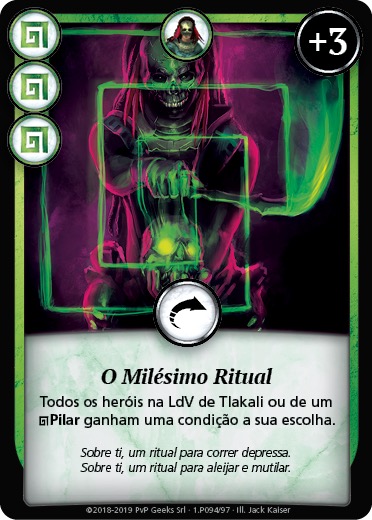 +3
O Milésimo Ritual
Todos os heróis na LdV de Tlakali ou de um
Pilar ganham uma condição a sua escolha.
Sobre ti, um ritual para correr depressa.
Sobre ti, um ritual para aleijar e mutilar.
©2018-2019 PvP Geeks Srl · 1.P094/97 · Ill. Jack Kaiser